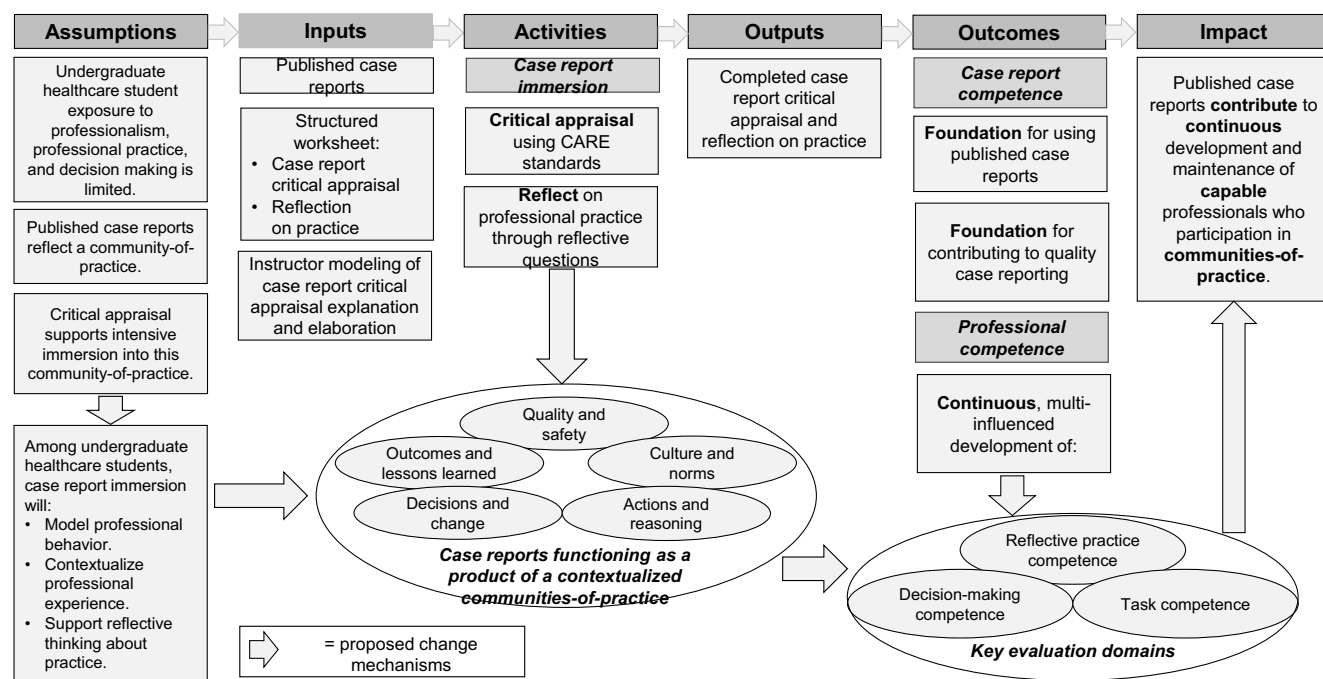 Assumptions
Inputs
Activities
Outputs
Outcomes
Impact
Undergraduate
healthcare student
exposure to
professionalism,
professional practice,
and decision making is
limited.
Published case reports
reflect a community-of-
practice.
Critical appraisal
supports intensive
immersion into this
community-of-practice.
Among undergraduate
healthcare students,
case report immersion
will:
• Model professional
behavior.
• Contextualize
professional
experience.
• Support reflective
thinking about
practice.
Published case
reports
Structured
worksheet:
• Case report
critical appraisal
• Reflection
on practice
Instructor modeling of
case report critical
appraisal explanation
and elaboration
Case report
immersion
Critical appraisal
using CARE
standards
Reflect on
professional practice
through reflective
questions
Quality and
safety
Outcomes and
lessons learned
Culture and
norms
Decisions and
change
Actions and
reasoning
Case reports functioning as a
product of a contextualized
communities-of-practice
= proposed change
mechanisms
Completed case
report critical
appraisal and
reflection on practice
Case report
competence
Foundation for using
published case
reports
Foundation for
contributing to quality
case reporting
Professional
competence
Continuous, multi-
influenced
development of:
Reflective practice
competence
Decision-making
competence
Task competence
Key evaluation domains
Published case
reports contribute to
continuous
development and
maintenance of
capable
professionals who
participation in
communities-of-
practice.